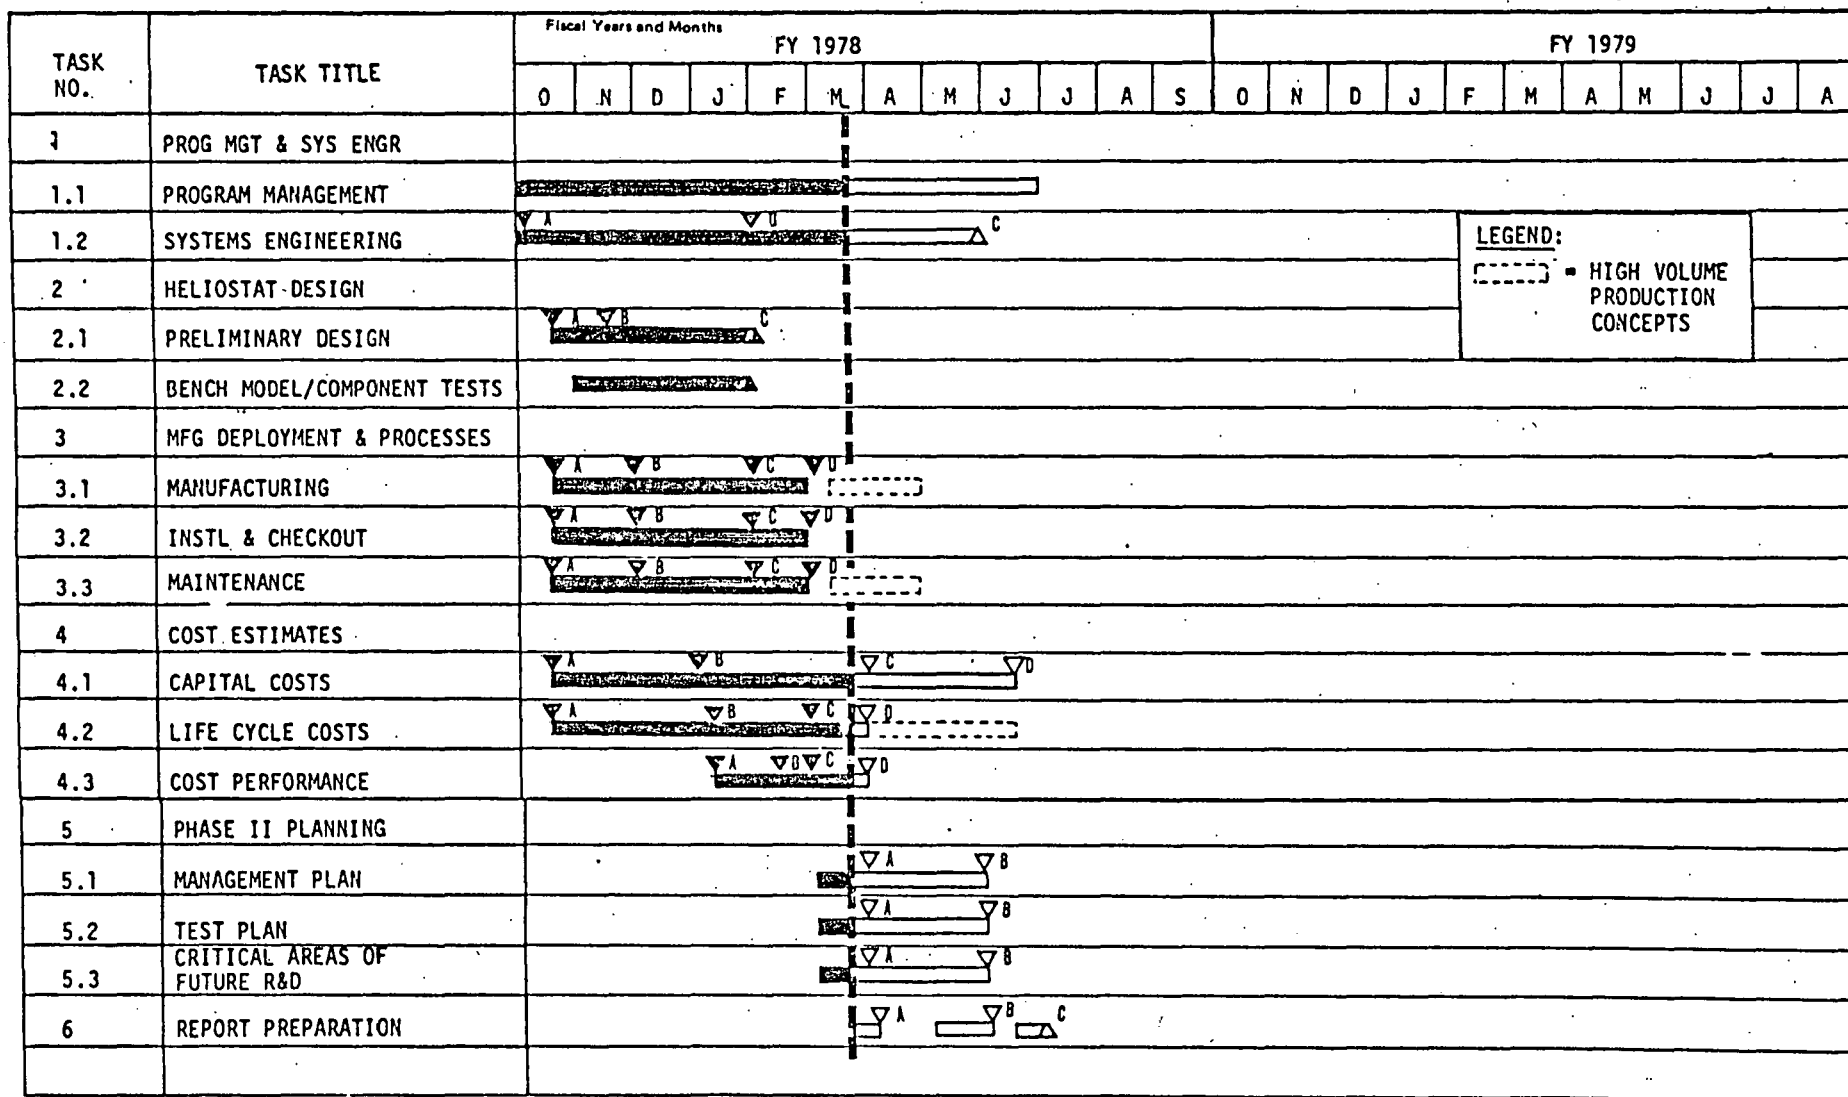 Fiscal Years and Months
FY 1978
FY 1979
TASK
NO.
TASK TITLE
O N D J F M A M J J A S O N D J F M A M J J A
1 PROG MGT & SYS ENGR
1.1 PROGRAM MANAGEMENT
A
1.2 SYSTEMS ENGINEERING
C
LEGEND:
= HIGH VOLUME
PRODUCTION
CONCEPTS
2 HELIOSTAT DESIGN
A B C
2.1 PRELIMINARY DESIGN
2.2 BENCH MODEL/COMPONENT TESTS
3 MFG DEPLOYMENT & PROCESSES
A B C D
3.1 MANUFACTURING
A B C D
3.2 INSTL & CHECKOUT
A B C D
3.3 MAINTENANCE
4 COST ESTIMATES
A B C D
4.1 CAPITAL COSTS
A B C D
4.2 LIFE CYCLE COSTS
A B C D
4.3 COST PERFORMANCE
5 PHASE II PLANNING
A B
5.1 MANAGEMENT PLAN
A B
5.2 TEST PLAN
A B
5.3 CRITICAL AREAS OF
FUTURE R&D
A B C
6 REPORT PREPARATION